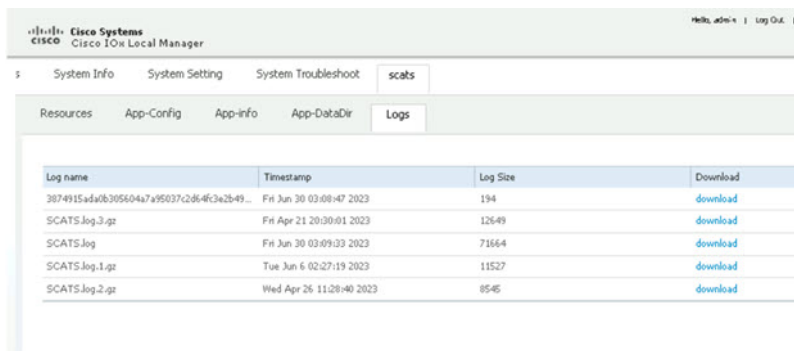 Hello, admin | Log Out |
cisco Cisco Systems
Cisco IOx Local Manager
s System Info System Setting System Troubleshoot scats
Resources App-Config App-info App-DataDir Logs
Log name Timestamp Log Size Download
3874915ada0b305604a7a95037c2d64fc3e2b49... Fri Jun 30 03:08:47 2023 194 download
SCATS.log.3.gz Fri Apr 21 20:30:01 2023 12649 download
SCATS.log Fri Jun 30 03:09:33 2023 71664 download
SCATS.log.1.gz Tue Jun 6 02:27:19 2023 11527 download
SCATS.log.2.gz Wed Apr 26 11:28:40 2023 8545 download